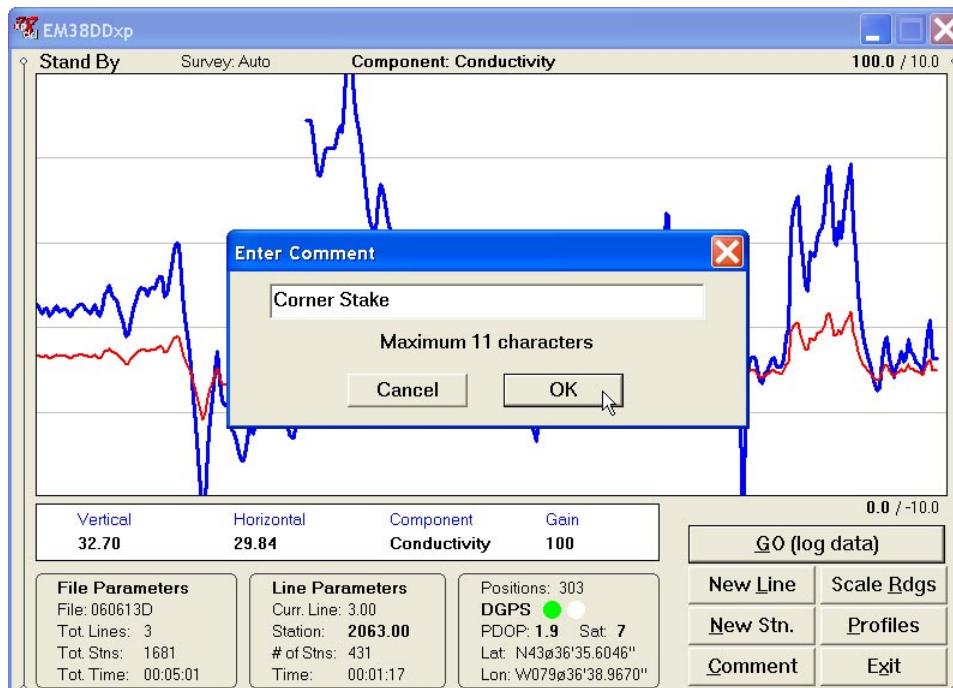 EM38DDxp
Stand By Survey: Auto Component: Conductivity 100.0 / 10.0
Enter Comment
Corner Stake
Maximum 11 characters
Cancel OK
0.0 / -10.0
Vertical Horizontal Component Gain
32.70 29.84 Conductivity 100
GO (log data)
New Line Scale Rdgs
New Stn. Profiles
Comment Exit
File Parameters
File: 060613D
Tot. Lines: 3
Tot. Stns: 1681
Tot. Time: 00:05:01
Line Parameters
Curr. Line: 3.00
Station: 2063.00
# of Stns: 431
Time: 00:01:17
Positions: 303
DGPS
PDOP: 1.9 Sat: 7
Lat: N43ø36'35.6046"
Lon: W079ø36'38.9670"